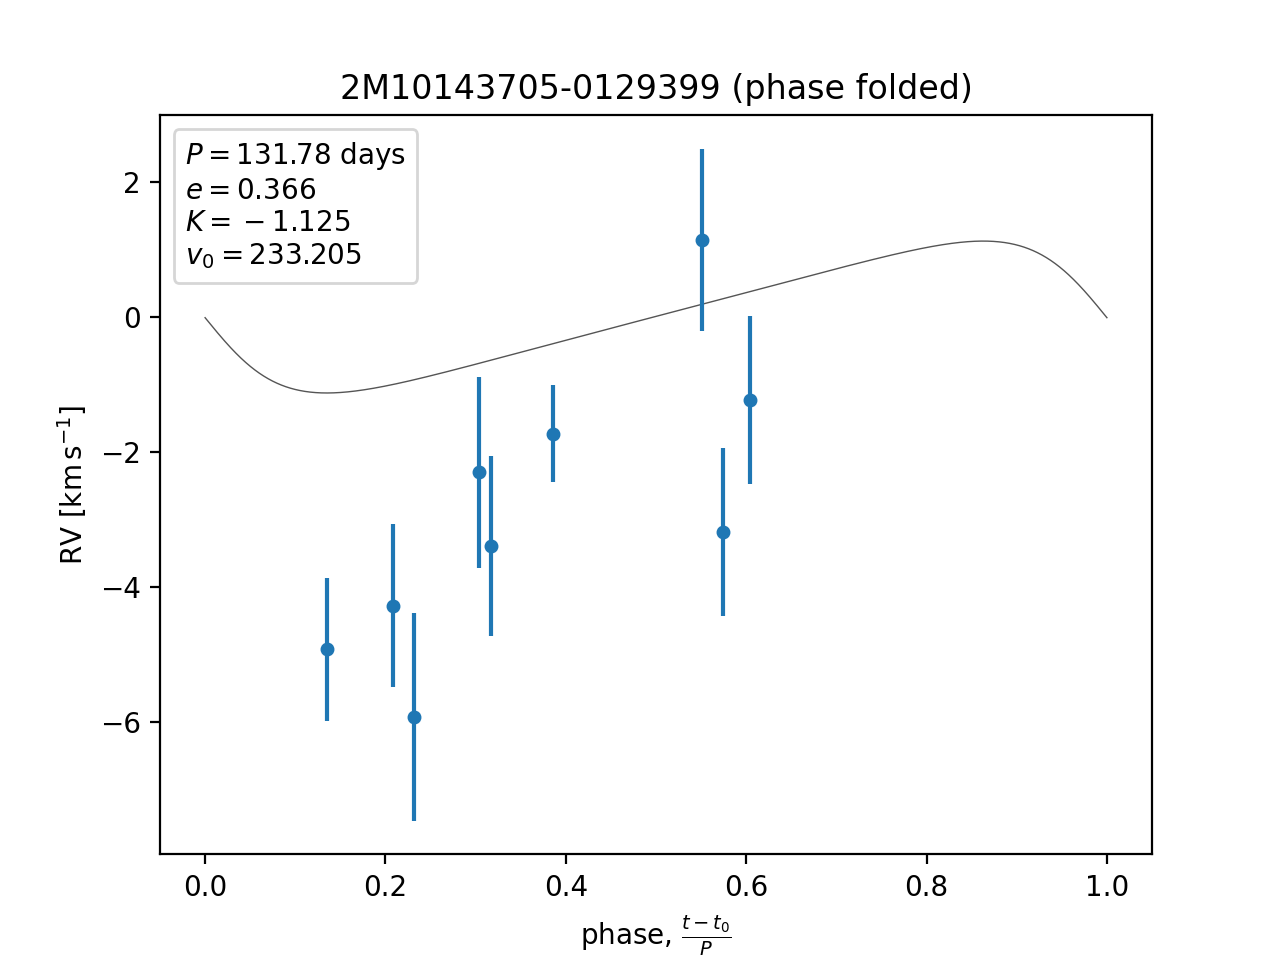 2M10143705-0129399 (phase folded)
P = 131.78 days
e = 0.366
K = −1.125
v₀ = 233.205
2
0
−2
−4
−6
RV [km s⁻¹]
0.0 0.2 0.4 0.6 0.8 1.0
phase, (t − t₀)/P